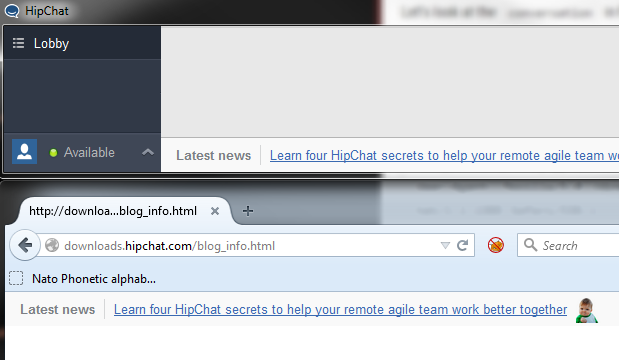 HipChat
Let's look at the conversation
Lobby
Available
Latest news Learn four HipChat secrets to help your remote agile team wo
http://downloa...blog_info.html
downloads.hipchat.com/blog_info.html Search
Nato Phonetic alphab...
Latest news Learn four HipChat secrets to help your remote agile team work better together